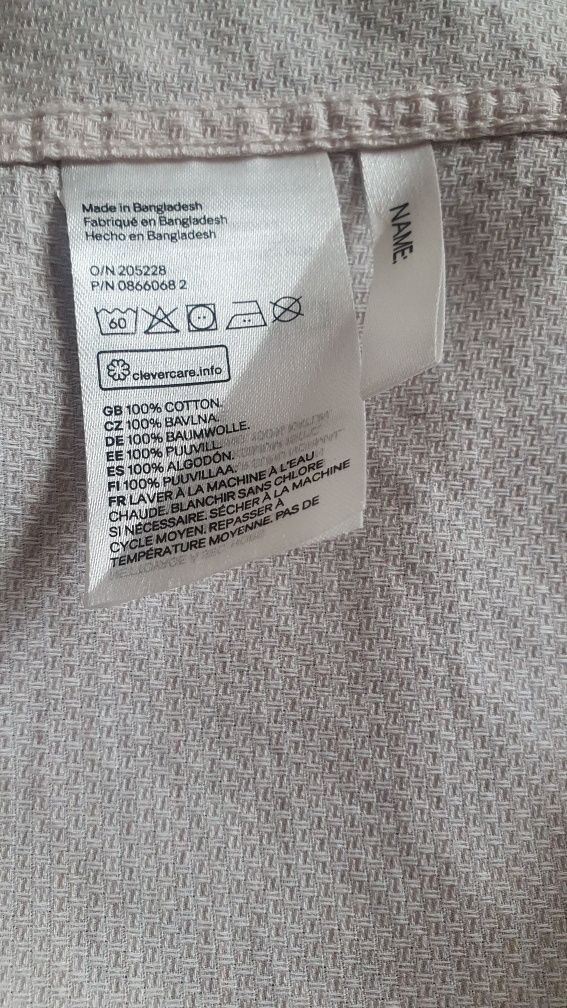 Made in Bangladesh
Fabriqué en Bangladesh
Hecho en Bangladesh
O/N 205228
P/N 0866068 2
60
clevercare.info
GB 100% COTTON.
CZ 100% BAVLNA.
DE 100% BAUMWOLLE.
EE 100% PUUVILL.
ES 100% ALGODÓN.
FI 100% PUUVILLAA.
FR LAVER À LA MACHINE À L'EAU
CHAUDE. BLANCHIR SANS CHLORE
SI NÉCESSAIRE. SÉCHER À LA MACHINE
CYCLE MOYEN. REPASSER À
TEMPÉRATURE MOYENNE. PAS DE
NAME: